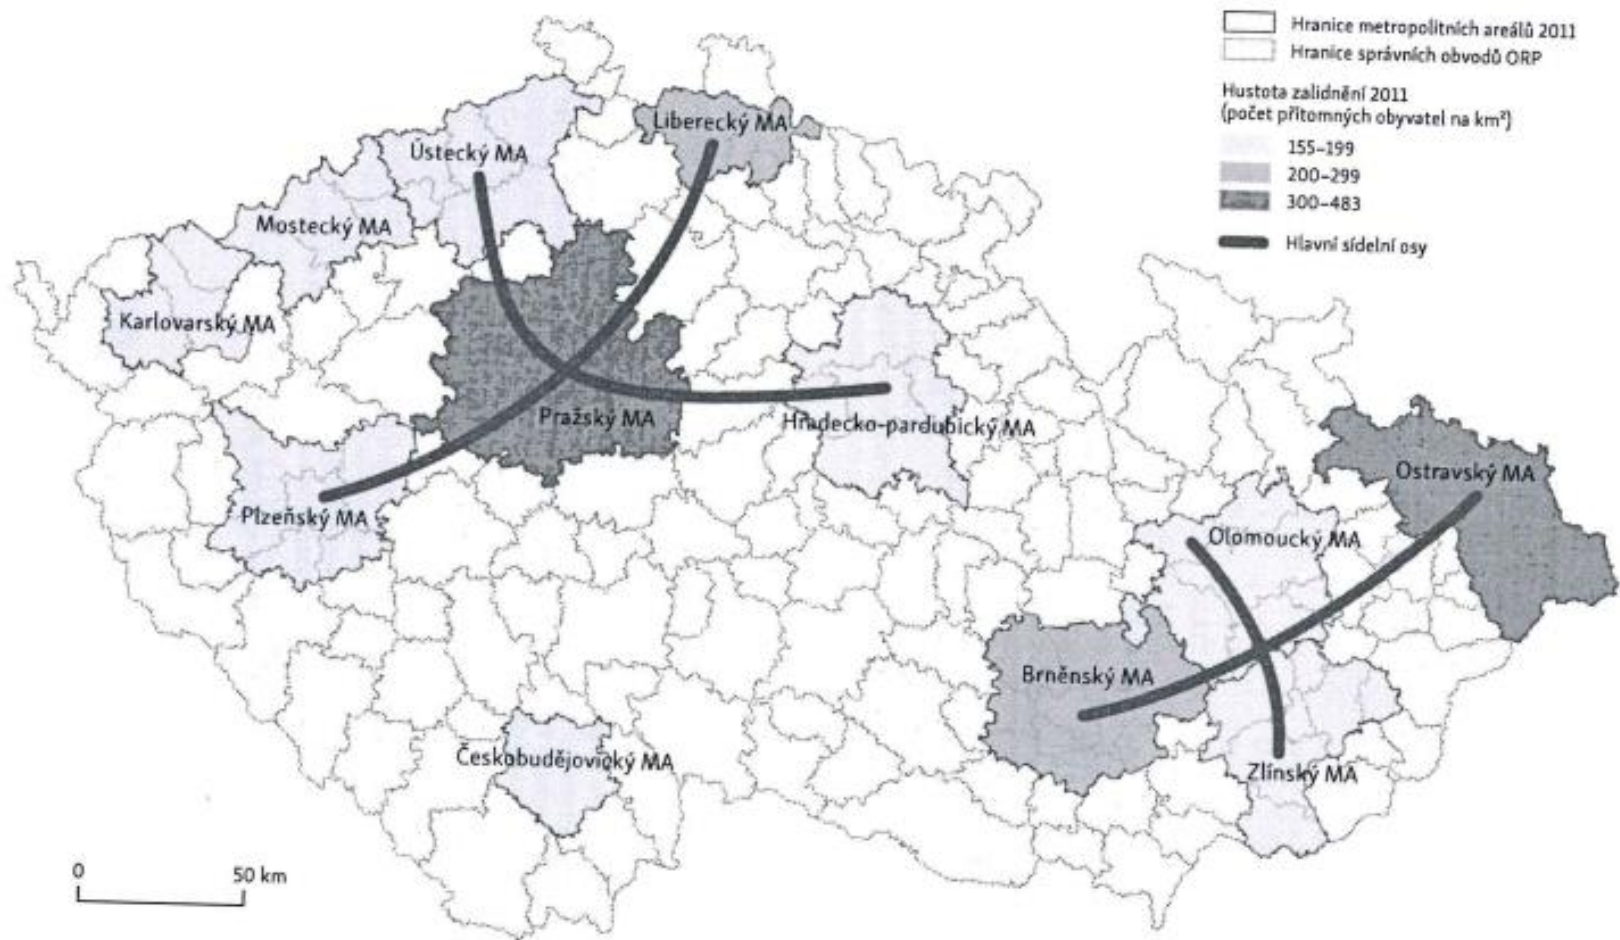 Hranice metropolitních areálů 2011
Hranice správních obvodů ORP
Hustota zalidnění 2011
(počet přítomných obyvatel na km²)
155–199
200–299
300–483
Hlavní sídelní osy
Liberecký MA
Ústecký MA
Mostecký MA
Karlovarský MA
Pražský MA
Hradecko-pardubický MA
Plzeňský MA
Ostravský MA
Olomoucký MA
Brněnský MA
Českobudějovický MA
Zlínský MA
0 50 km